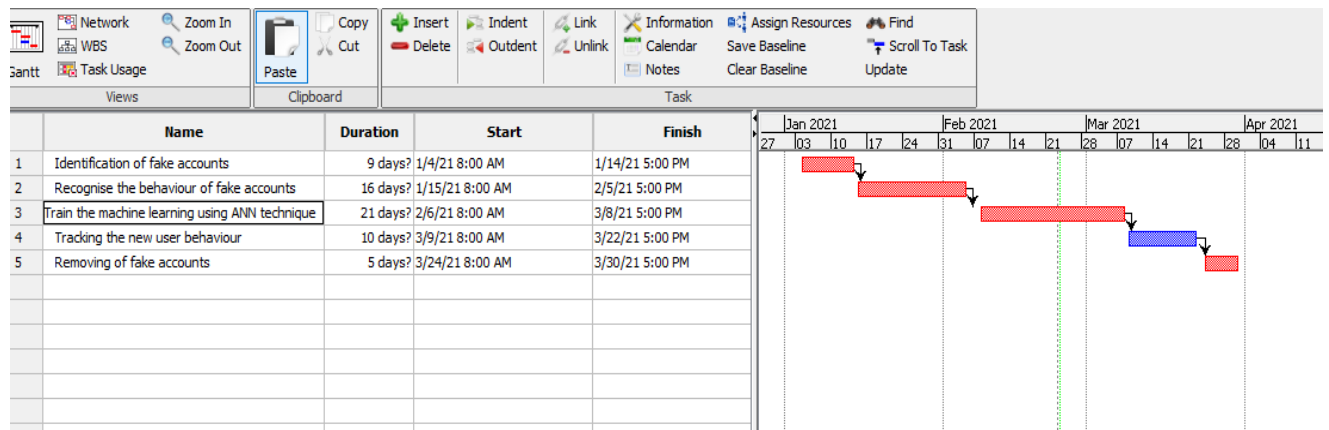 Network Zoom In Copy Insert Indent Link Information Assign Resources Find
WBS Zoom Out Cut Delete Outdent Unlink Calendar Save Baseline Scroll To Task
Gantt Task Usage Paste Notes Clear Baseline Update
Views Clipboard Task
Name Duration Start Finish Jan 2021 Feb 2021 Mar 2021 Apr 2021
27 03 10 17 24 31 07 14 21 28 07 14 21 28 04 11
1 Identification of fake accounts 9 days? 1/4/21 8:00 AM 1/14/21 5:00 PM
2 Recognise the behaviour of fake accounts 16 days? 1/15/21 8:00 AM 2/5/21 5:00 PM
3 Train the machine learning using ANN technique 21 days? 2/6/21 8:00 AM 3/8/21 5:00 PM
4 Tracking the new user behaviour 10 days? 3/9/21 8:00 AM 3/22/21 5:00 PM
5 Removing of fake accounts 5 days? 3/24/21 8:00 AM 3/30/21 5:00 PM